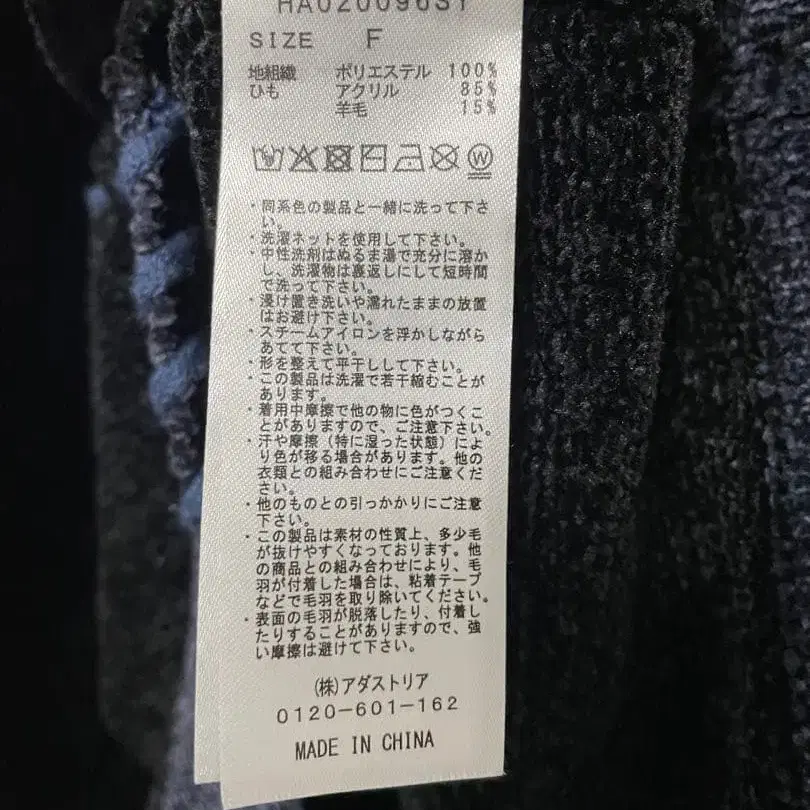 HA020096SY
SIZE F
地組織 ポリエステル 100%
ひも アクリル 85%
羊毛 15%
W
・同系色の製品と一緒に洗って下さ
い。
・洗濯ネットを使用して下さい。
・中性洗剤はぬるま湯で充分に溶か
し、洗濯物は裏返しにして短時間
で洗って下さい。
・浸け置き洗いや濡れたままの放置
はお避け下さい。
・スチームアイロンを浮かしながら
あてて下さい。
・形を整えて平干しして下さい。
・この製品は洗濯で若干縮むことが
あります。
・着用中摩擦で他の物に色がつくこ
とがありますので、ご注意下さい。
・汗や摩擦（特に湿った状態）によ
り色が移る場合があります。他の
衣類との組み合わせにご注意くだ
さい。
・他のものとの引っかかりにご注意
下さい。
・この製品は素材の性質上、多少毛
が抜けやすくなっております。他
の商品との組み合わせにより、毛
羽が付着した場合は、粘着テープ
などで毛羽を取り除いてください。
・表面の毛羽が脱落したり、付着し
たりすることがありますので、強
い摩擦は避けて下さい。
(株)アダストリア
0120-601-162
MADE IN CHINA